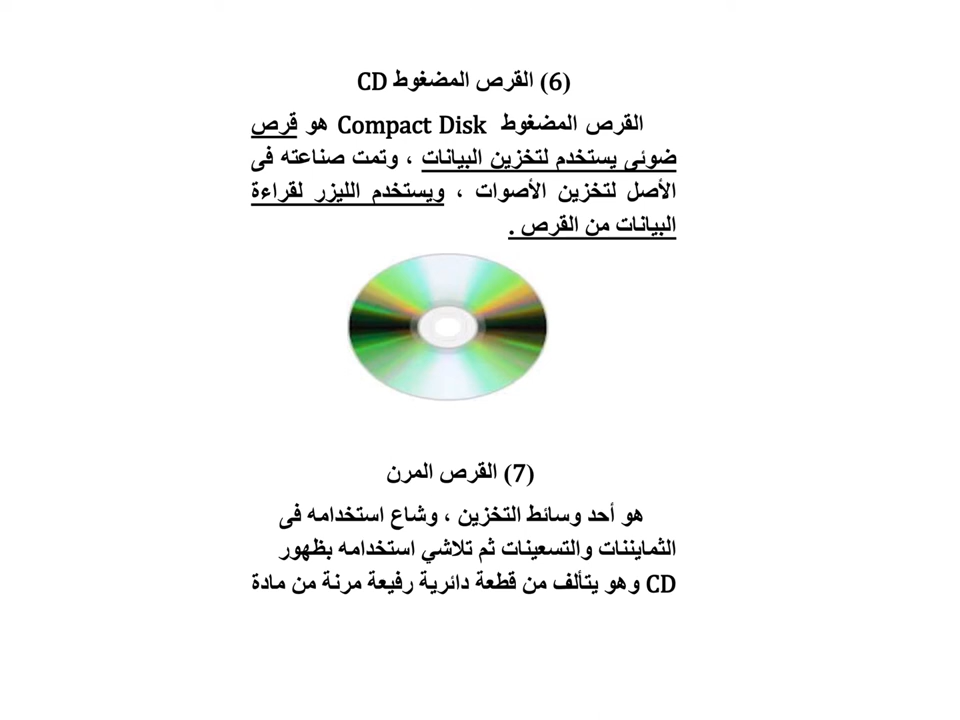 (6) القرص المضغوط CD
القرص المضغوط Compact Disk هو قرص
ضوئى يستخدم لتخزين البيانات ، وتمت صناعته فى
الأصل لتخزين الأصوات ، ويستخدم الليزر لقراءة
البيانات من القرص .
(7) القرص المرن
هو أحد وسائط التخزين ، وشاع استخدامه فى
الثمايننات والتسعينات ثم تلاشي استخدامه بظهور
CD وهو يتألف من قطعة دائرية رفيعة مرنة من مادة